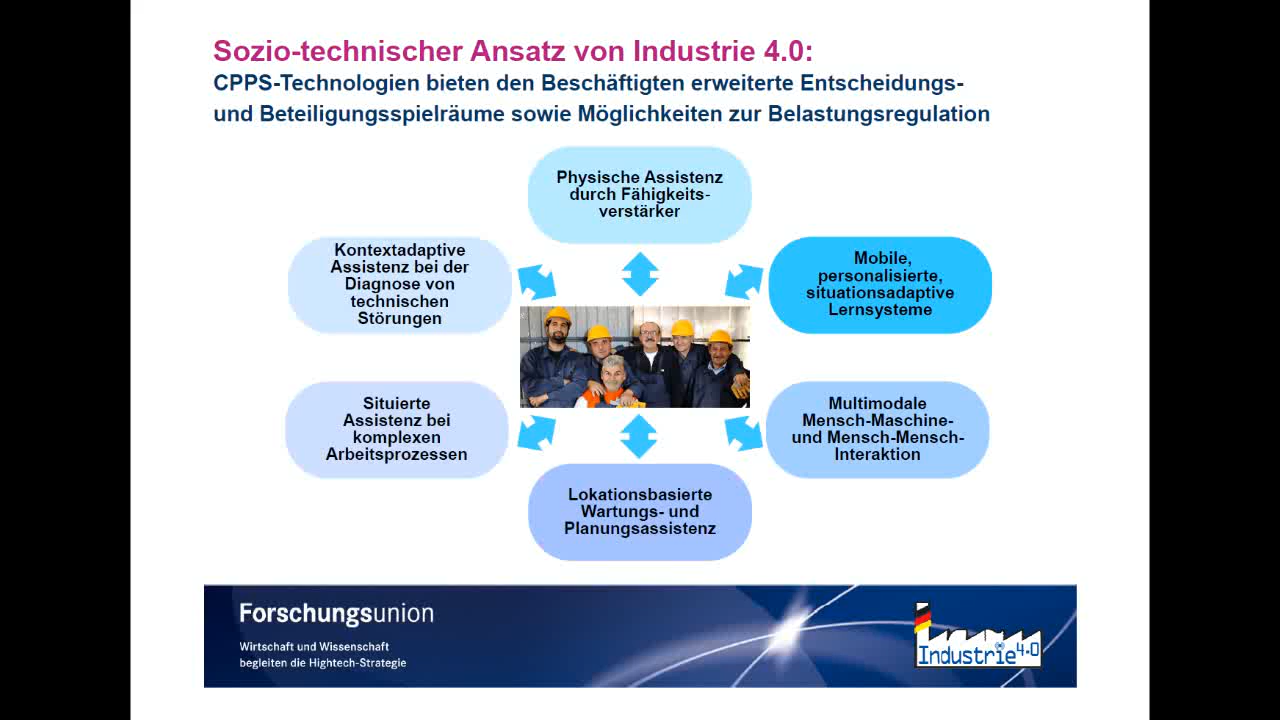 Sozio-technischer Ansatz von Industrie 4.0:
CPPS-Technologien bieten den Beschäftigten erweiterte Entscheidungs-
und Beteiligungsspielräume sowie Möglichkeiten zur Belastungsregulation
Physische Assistenz
durch Fähigkeits-
verstärker
Kontextadaptive
Assistenz bei der
Diagnose von
technischen
Störungen
Mobile,
personalisierte,
situationsadaptive
Lernsysteme
Situierte
Assistenz bei
komplexen
Arbeitsprozessen
Multimodale
Mensch-Maschine-
und Mensch-Mensch-
Interaktion
Lokationsbasierte
Wartungs- und
Planungsassistenz
Forschungsunion
Wirtschaft und Wissenschaft
begleiten die Hightech-Strategie
Industrie 4.0